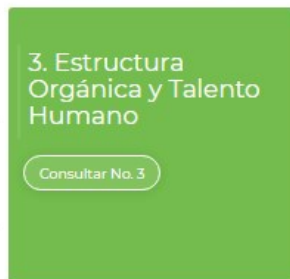 3. Estructura
Orgánica y Talento
Humano
Consultar No. 3